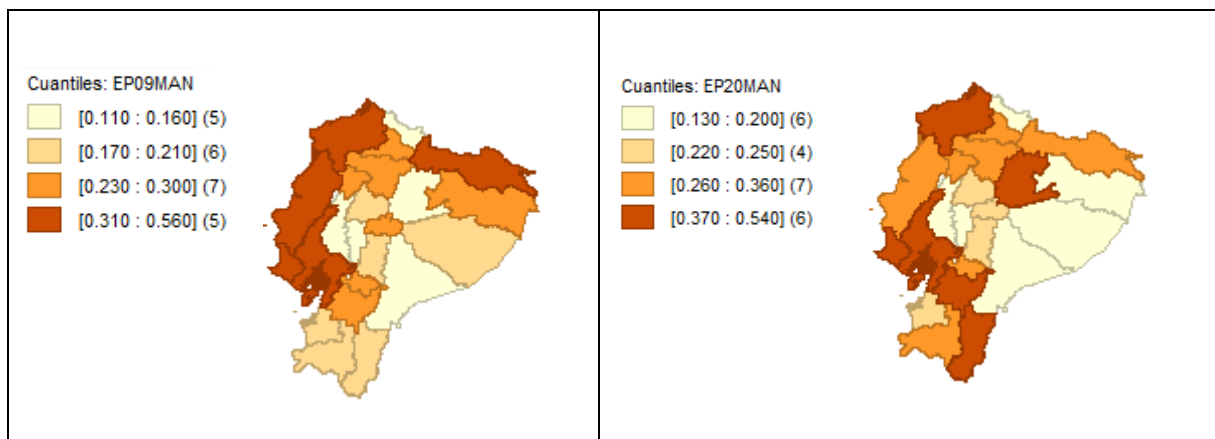 Cuantiles: EP09MAN
[0.110 : 0.160] (5)
[0.170 : 0.210] (6)
[0.230 : 0.300] (7)
[0.310 : 0.560] (5)
Cuantiles: EP20MAN
[0.130 : 0.200] (6)
[0.220 : 0.250] (4)
[0.260 : 0.360] (7)
[0.370 : 0.540] (6)